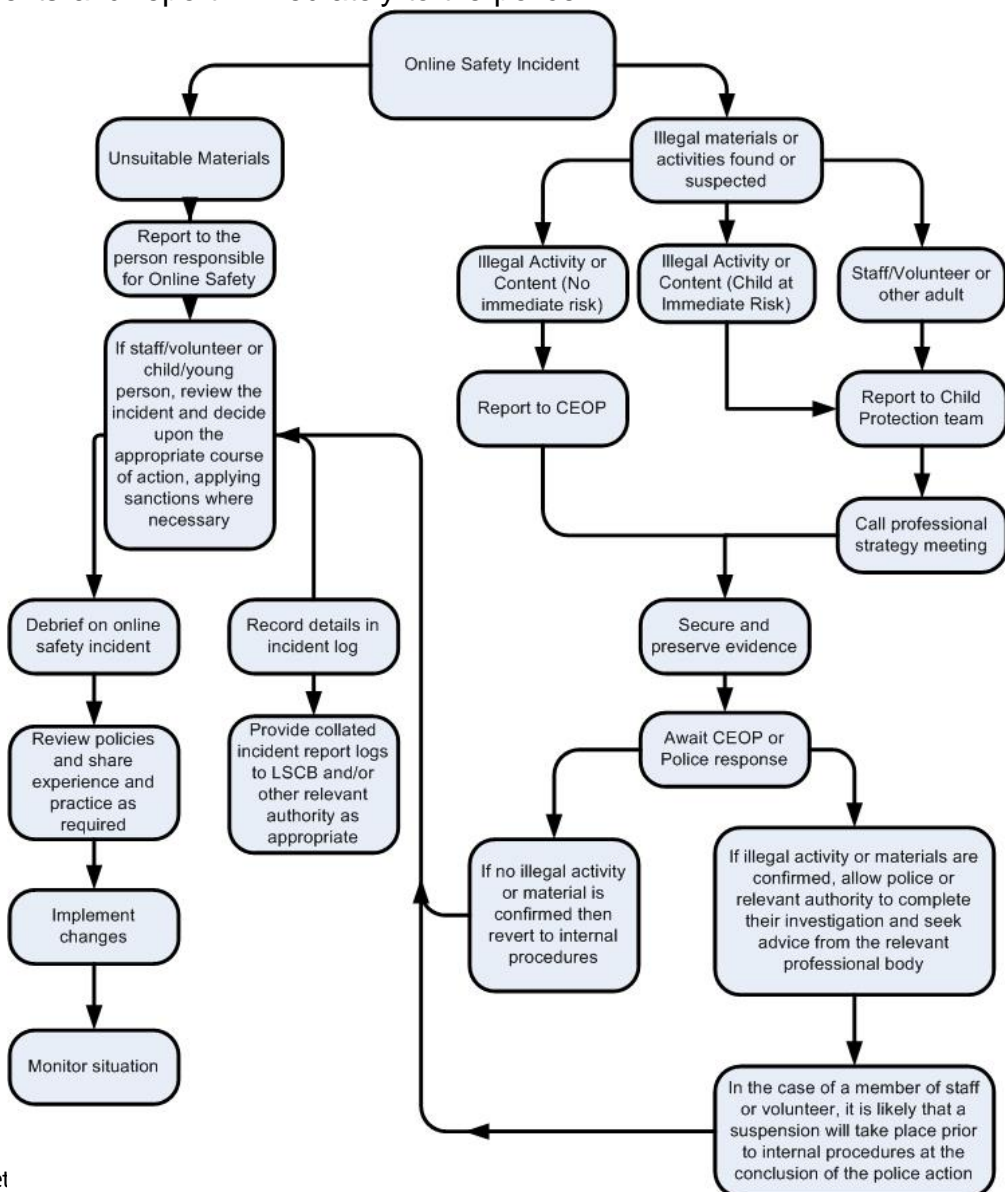 Online Safety Incident
Unsuitable Materials
Report to the
person responsible
for Online Safety
If staff/volunteer or
child/young
person, review the
incident and decide
upon the
appropriate course
of action, applying
sanctions where
necessary
Debrief on online
safety incident
Review policies
and share
experience and
practice as
required
Implement
changes
Monitor situation
Record details in
incident log
Provide collated
incident report logs
to LSCB and/or
other relevant
authority as
appropriate
Illegal materials or
activities found or
suspected
Illegal Activity or
Content (No
immediate risk)
Illegal Activity or
Content (Child at
Immediate Risk)
Staff/Volunteer or
other adult
Report to CEOP
Report to Child
Protection team
Call professional
strategy meeting
Secure and
preserve evidence
Await CEOP or
Police response
If no illegal activity
or material is
confirmed then
revert to internal
procedures
If illegal activity or materials are
confirmed, allow police or
relevant authority to complete
their investigation and seek
advice from the relevant
professional body
In the case of a member of staff
or volunteer, it is likely that a
suspension will take place prior
to internal procedures at the
conclusion of the police action